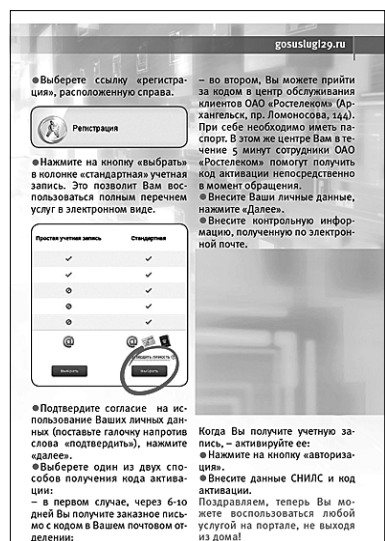 gosuslugi29.ru
●Выберете ссылку «регистра-
ция», расположенную справа.
Регистрация
●Нажмите на кнопку «выбрать»
в колонке «стандартная» учетная
запись. Это позволит Вам вос-
пользоваться полным перечнем
услуг в электронном виде.
Простая учетная запись Стандартная
Выбрать Выбрать
●Подтвердите согласие на ис-
пользование Ваших личных дан-
ных (поставьте галочку напротив
слова «подтвердить»), нажмите
«далее».
●Выберете один из двух спо-
собов получения кода актива-
ции:
– в первом случае, через 6-10
дней Вы получите заказное пись-
мо с кодом в Вашем почтовом от-
делении;
– во втором, Вы можете прийти
за кодом в центр обслуживания
клиентов ОАО «Ростелеком» (Ар-
хангельск, пр. Ломоносова, 144).
При себе необходимо иметь па-
спорт. В этом же центре Вам в те-
чение 5 минут сотрудники ОАО
«Ростелеком» помогут получить
код активации непосредственно
в момент обращения.
●Внесите Ваши личные данные,
нажмите «Далее».
●Внесите контрольную инфор-
мацию, полученную по электрон-
ной почте.
Когда Вы получите учетную за-
пись, – активируйте ее:
●Нажмите на кнопку «авториза-
ция».
●Внесите данные СНИЛС и код
активации.
Поздравляем, теперь Вы мо-
жете воспользоваться любой
услугой на портале, не выходя
из дома!